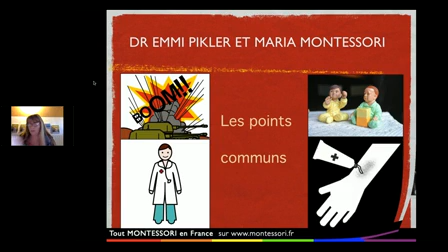 DR EMMI PIKLER ET MARIA MONTESSORI
BOOM!!
Les points
communs
Tout MONTESSORI en France sur www.montessori.fr